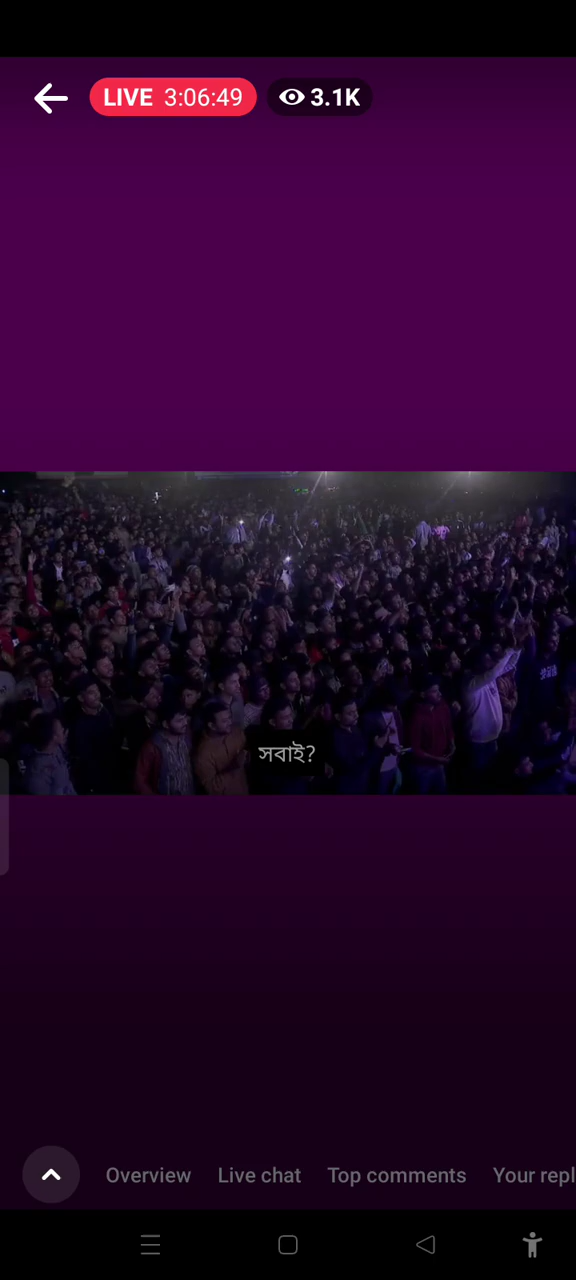 LIVE 3:06:49 3.1K
সবাই?
Overview Live chat Top comments Your repl